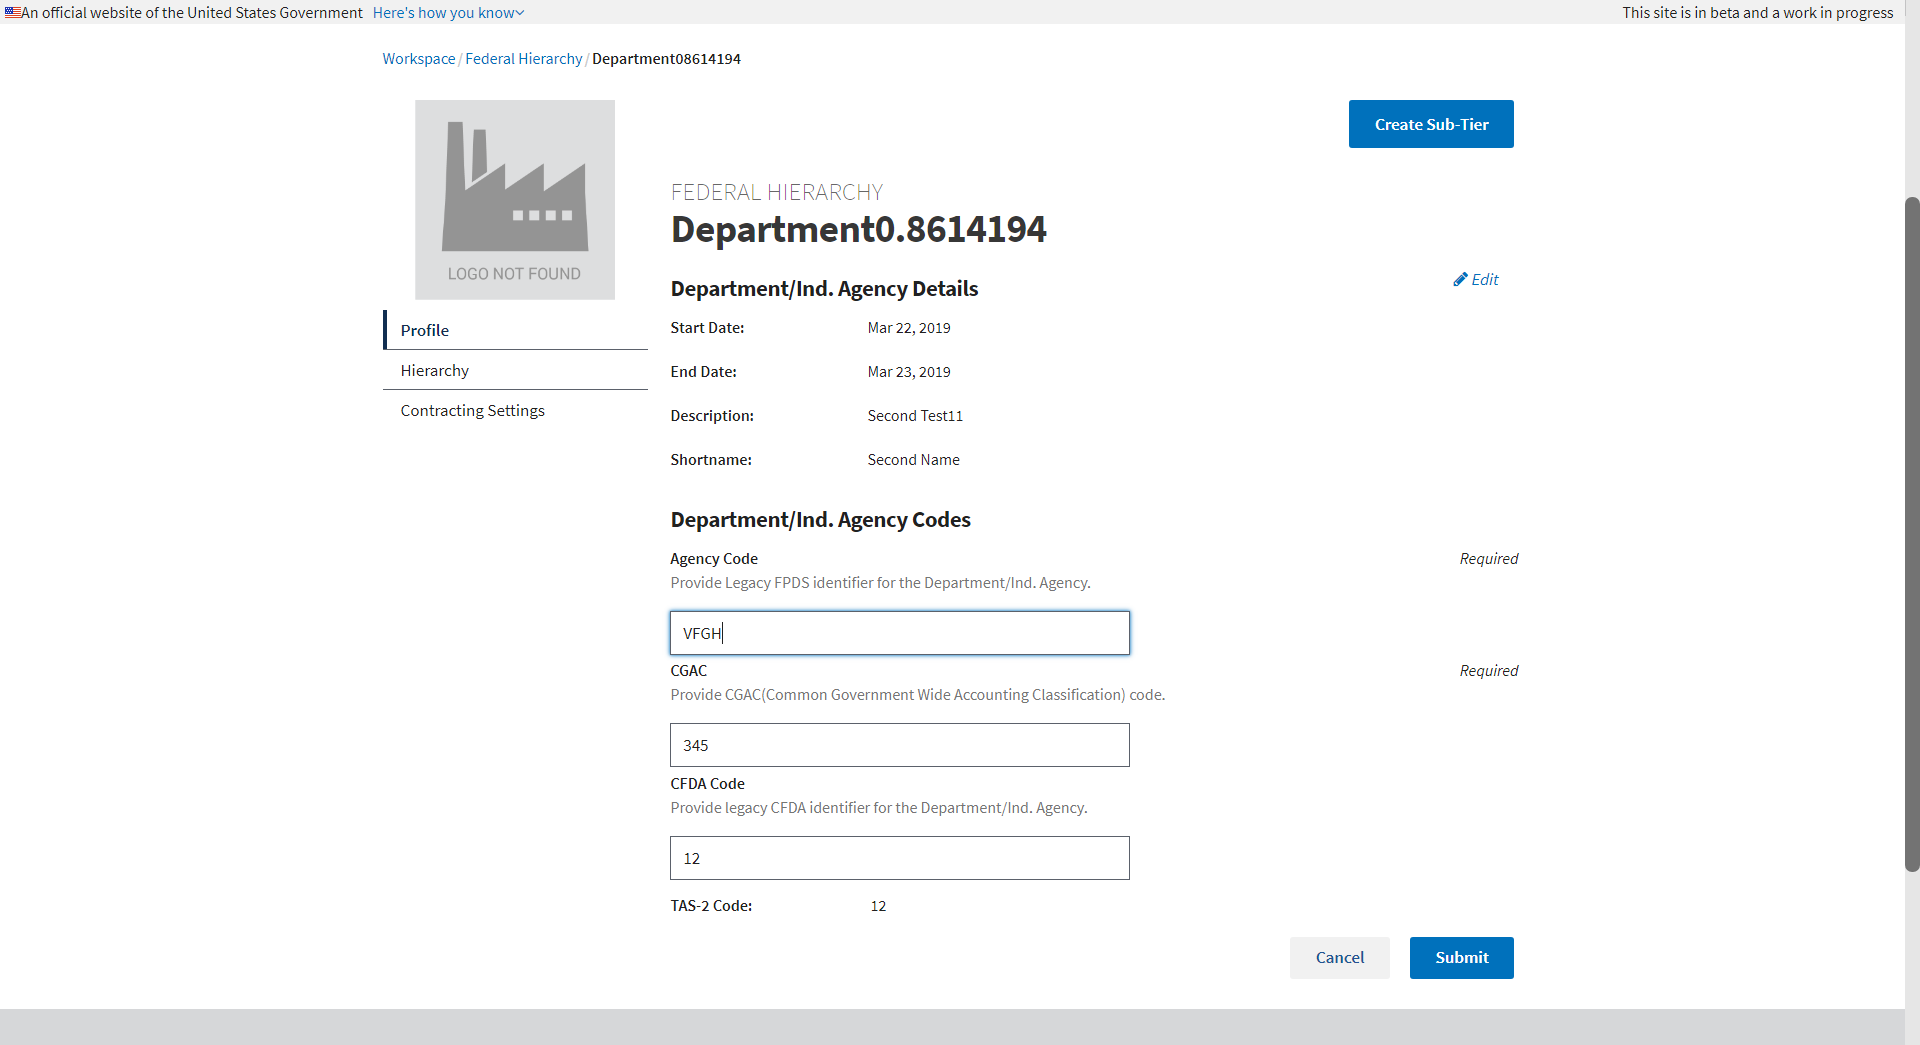 An official website of the United States Government Here's how you know
This site is in beta and a work in progress
Workspace / Federal Hierarchy / Department08614194
LOGO NOT FOUND
Create Sub-Tier
Profile
Hierarchy
Contracting Settings
FEDERAL HIERARCHY
Department0.8614194
Department/Ind. Agency Details
Edit
Start Date: Mar 22, 2019
End Date: Mar 23, 2019
Description: Second Test11
Shortname: Second Name
Department/Ind. Agency Codes
Agency Code Required
Provide Legacy FPDS identifier for the Department/Ind. Agency.
VFGH
CGAC Required
Provide CGAC(Common Government Wide Accounting Classification) code.
345
CFDA Code
Provide legacy CFDA identifier for the Department/Ind. Agency.
12
TAS-2 Code: 12
Cancel Submit